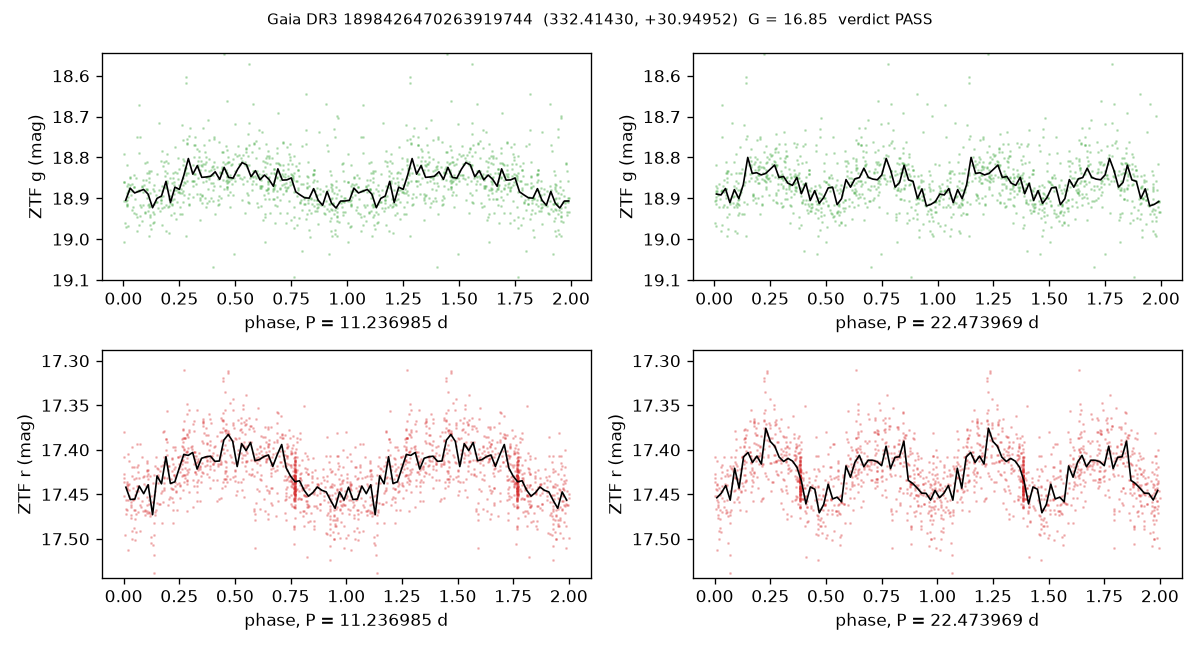 Gaia DR3 1898426470263919744 (332.41430, +30.94952) G = 16.85 verdict PASS
ZTF g (mag)
18.6
18.7
18.8
18.9
19.0
19.1
0.00 0.25 0.50 0.75 1.00 1.25 1.50 1.75 2.00
phase, P = 11.236985 d
ZTF g (mag)
18.6
18.7
18.8
18.9
19.0
19.1
0.00 0.25 0.50 0.75 1.00 1.25 1.50 1.75 2.00
phase, P = 22.473969 d
ZTF r (mag)
17.30
17.35
17.40
17.45
17.50
0.00 0.25 0.50 0.75 1.00 1.25 1.50 1.75 2.00
phase, P = 11.236985 d
ZTF r (mag)
17.30
17.35
17.40
17.45
17.50
0.00 0.25 0.50 0.75 1.00 1.25 1.50 1.75 2.00
phase, P = 22.473969 d